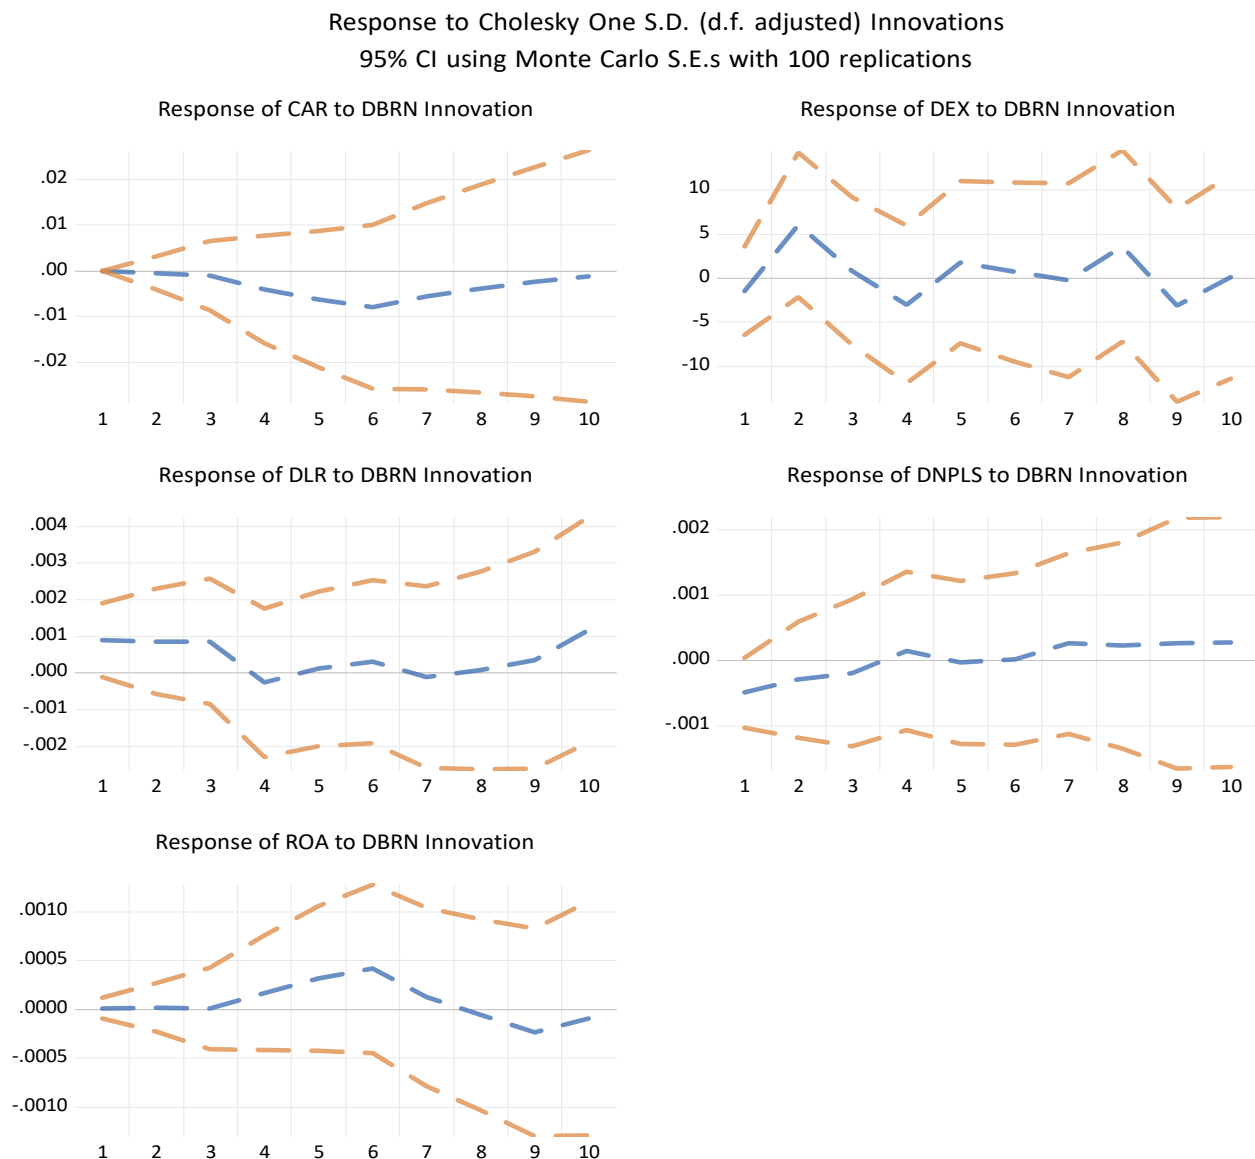 Response to Cholesky One S.D. (d.f. adjusted) Innovations
95% CI using Monte Carlo S.E.s with 100 replications
Response of CAR to DBRN Innovation
.02
.01
.00
-.01
-.02
1 2 3 4 5 6 7 8 9 10
Response of DEX to DBRN Innovation
10
5
0
-5
-10
1 2 3 4 5 6 7 8 9 10
Response of DLR to DBRN Innovation
.004
.003
.002
.001
.000
-.001
-.002
1 2 3 4 5 6 7 8 9 10
Response of DNPLS to DBRN Innovation
.002
.001
.000
-.001
1 2 3 4 5 6 7 8 9 10
Response of ROA to DBRN Innovation
.0010
.0005
.0000
-.0005
-.0010
1 2 3 4 5 6 7 8 9 10